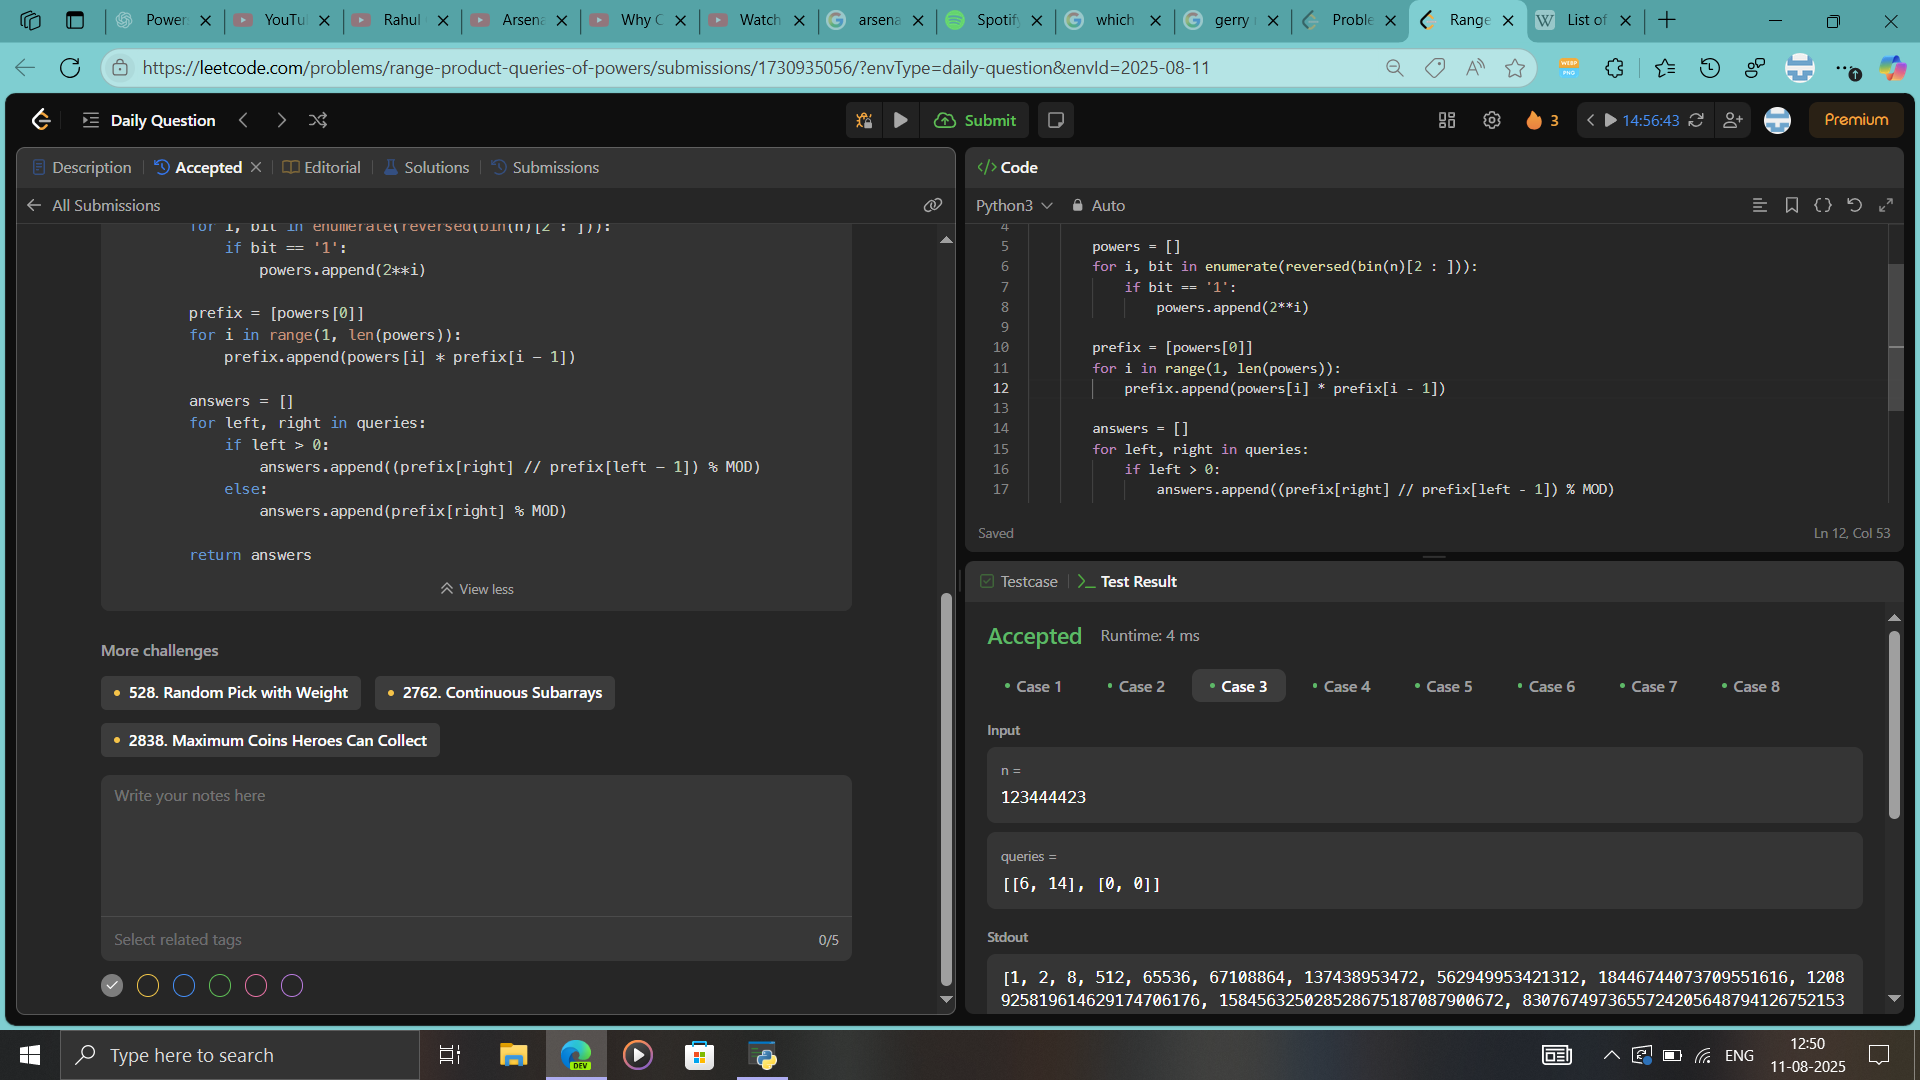 Power
YouTu
Rahul
Arsena
Why C
Watch
arsena
Spotif
which
gerry
Proble
Range
List of
https://leetcode.com/problems/range-product-queries-of-powers/submissions/1730935056/?envType=daily-question&envId=2025-08-11
Daily Question
Submit
3
14:56:43
Premium
Description
Accepted
Editorial
Solutions
Submissions
All Submissions
for i, bit in enumerate(reversed(bin(n)[2 : ])):
if bit == '1':
powers.append(2**i)
prefix = [powers[0]]
for i in range(1, len(powers)):
prefix.append(powers[i] * prefix[i - 1])
answers = []
for left, right in queries:
if left > 0:
answers.append((prefix[right] // prefix[left - 1]) % MOD)
else:
answers.append(prefix[right] % MOD)
return answers
View less
More challenges
528. Random Pick with Weight
2762. Continuous Subarrays
2838. Maximum Coins Heroes Can Collect
Write your notes here
Select related tags
0/5
Code
Python3
Auto
4
5 powers = []
6 for i, bit in enumerate(reversed(bin(n)[2 : ])):
7 if bit == '1':
8 powers.append(2**i)
9
10 prefix = [powers[0]]
11 for i in range(1, len(powers)):
12 prefix.append(powers[i] * prefix[i - 1])
13
14 answers = []
15 for left, right in queries:
16 if left > 0:
17 answers.append((prefix[right] // prefix[left - 1]) % MOD)
Saved
Ln 12, Col 53
Testcase
Test Result
Accepted
Runtime: 4 ms
Case 1
Case 2
Case 3
Case 4
Case 5
Case 6
Case 7
Case 8
Input
n =
123444423
queries =
[[6, 14], [0, 0]]
Stdout
[1, 2, 8, 512, 65536, 67108864, 137438953472, 562949953421312, 18446744073709551616, 1208
925819614629174706176, 158456325028528675187087900672, 83076749736557242056487941267521​53
Type here to search
DEV
ENG
12:50
11-08-2025